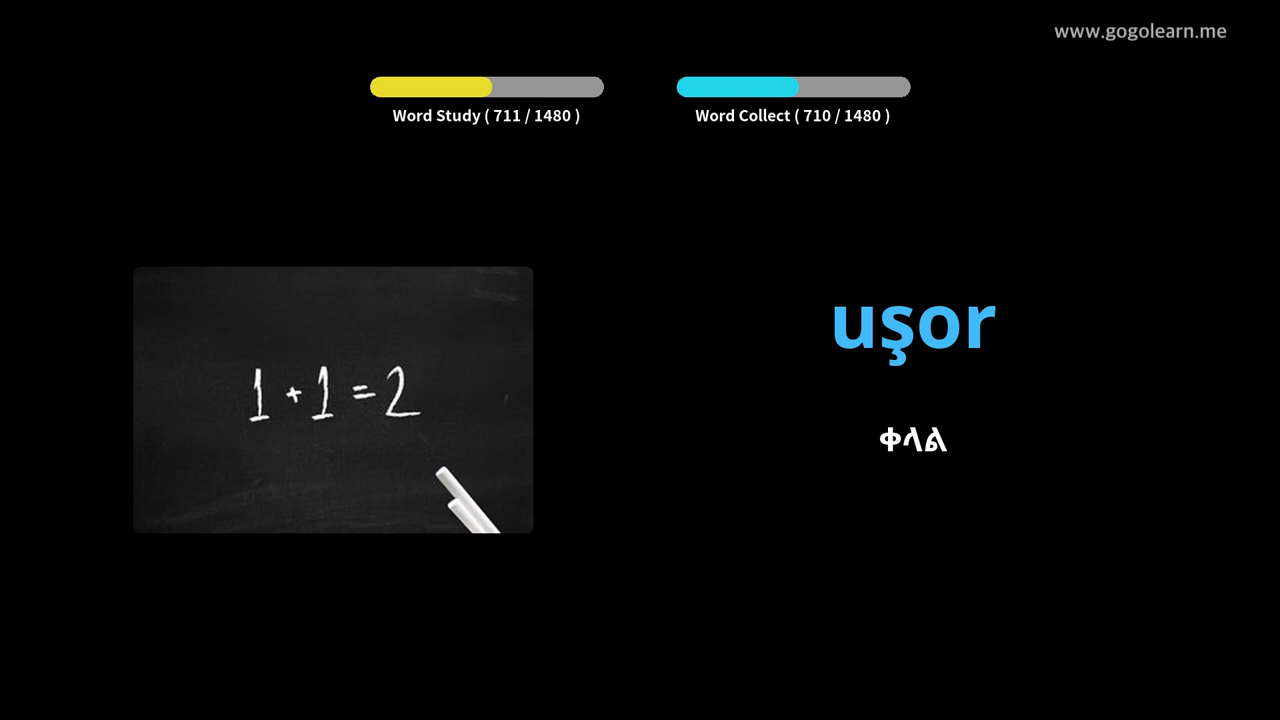 www.gogolearn.me
Word Study ( 711 / 1480 )
Word Collect ( 710 / 1480 )
1 + 1 = 2
uşor
ቀላል